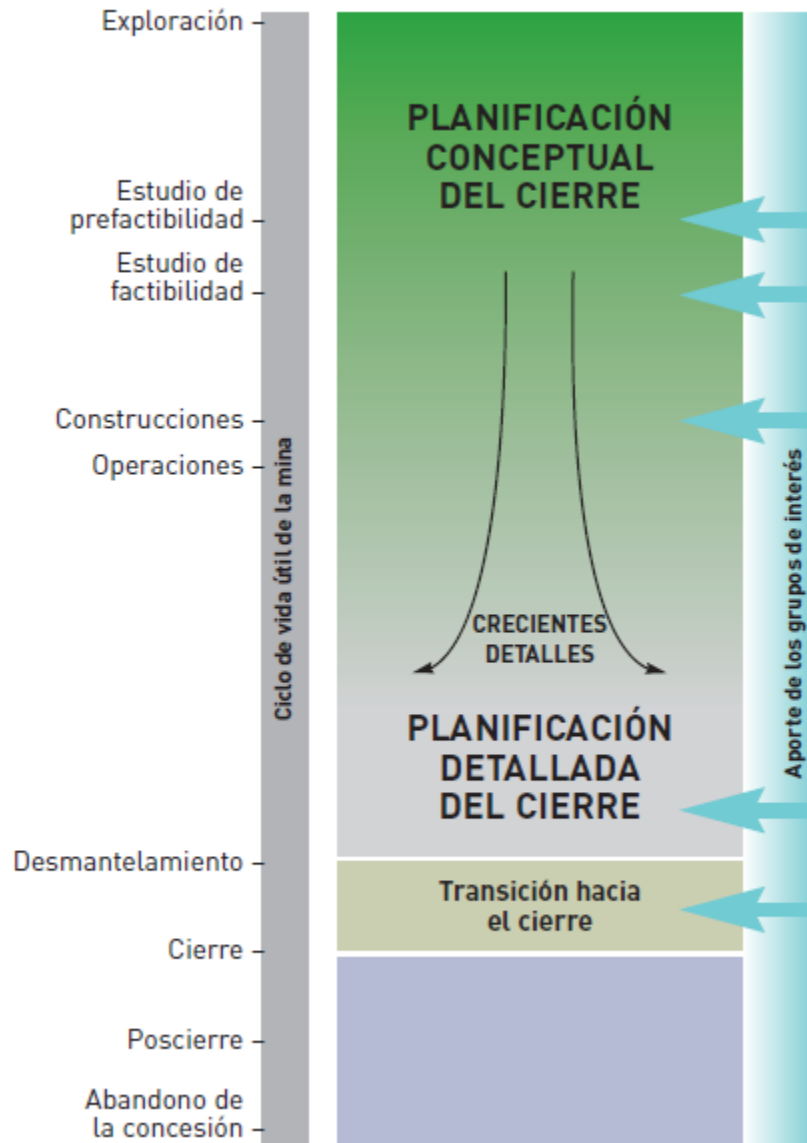 Exploración
Estudio de
prefactibilidad
Estudio de
factibilidad
Construcciones
Operaciones
Desmantelamiento
Cierre
Poscierre
Abandono de
la concesión
Ciclo de vida útil de la mina
PLANIFICACIÓN
CONCEPTUAL
DEL CIERRE
CRECIENTES
DETALLES
PLANIFICACIÓN
DETALLADA
DEL CIERRE
Transición hacia
el cierre
Aporte de los grupos de interés